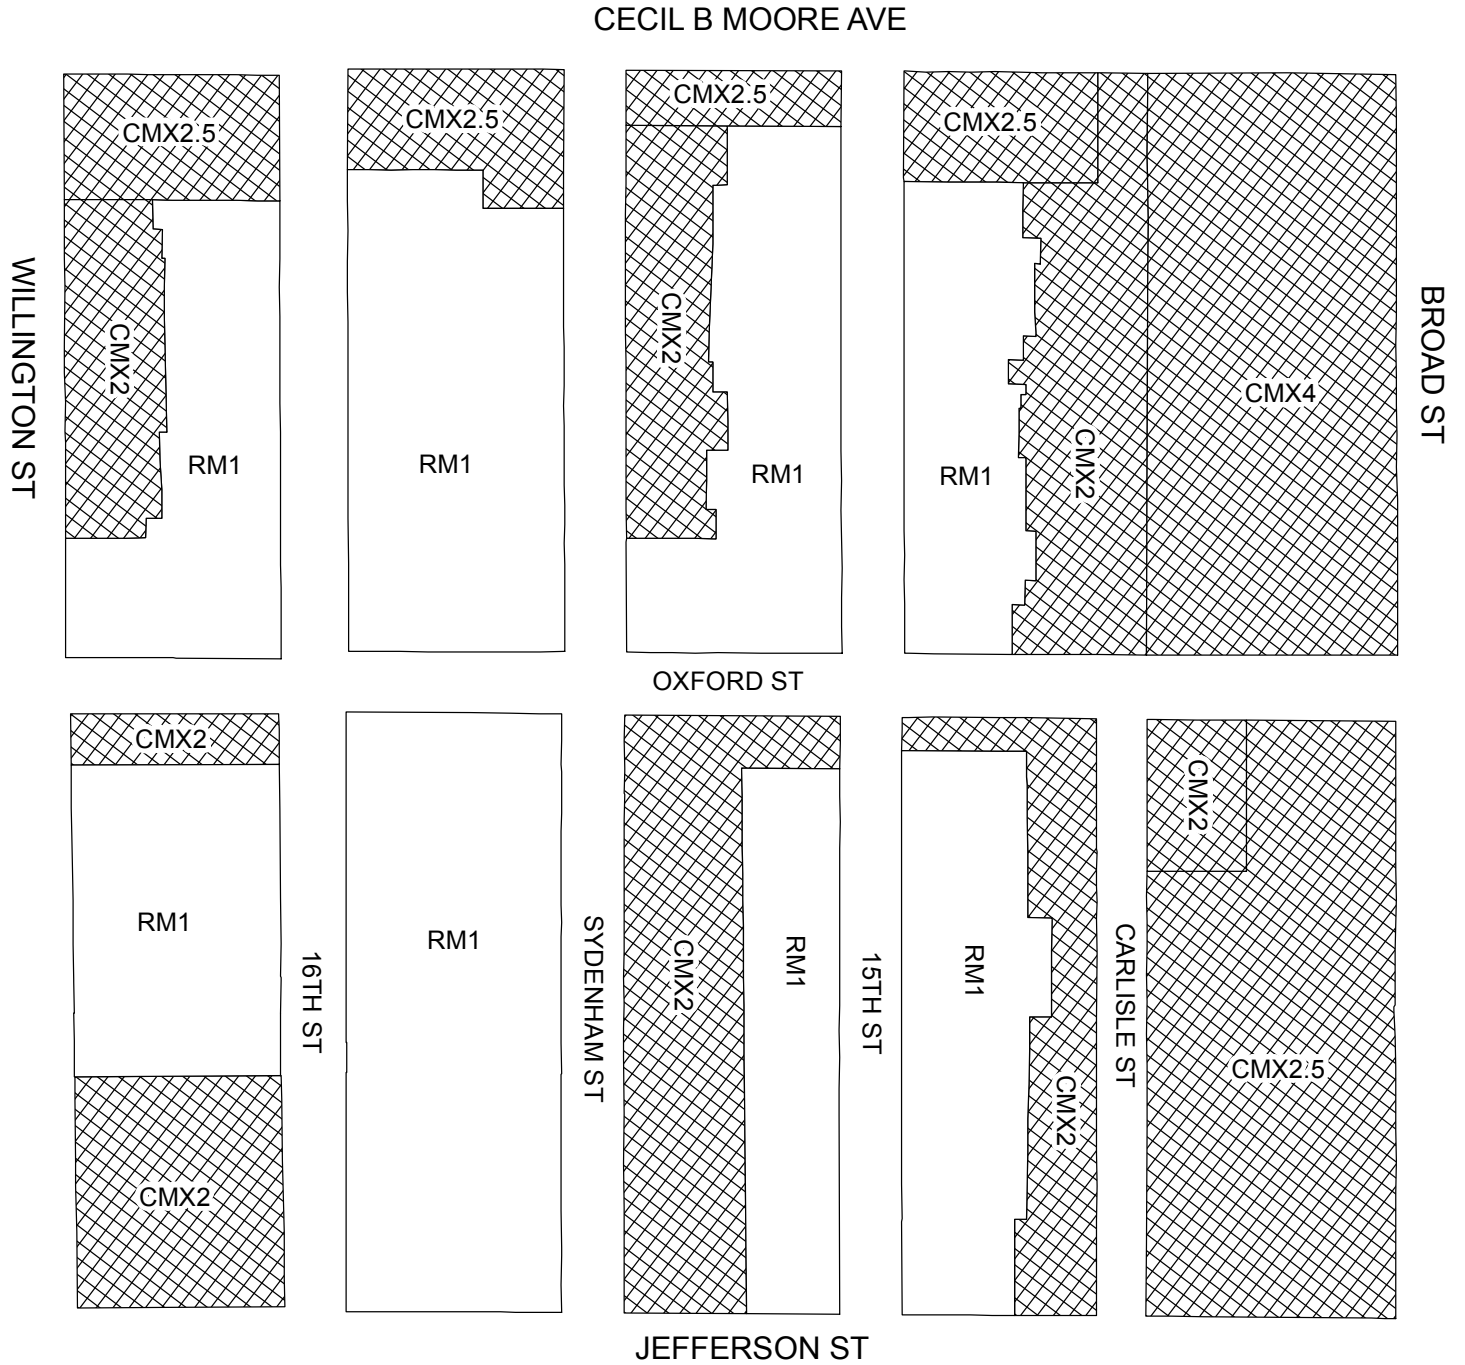 CECIL B MOORE AVE
CMX2.5
CMX2.5
CMX2.5
CMX2.5
WILLINGTON ST
CMX2
RM1
RM1
CMX2
RM1
RM1
CMX2
CMX4
BROAD ST
OXFORD ST
CMX2
RM1
CMX2
16TH ST
RM1
SYDENHAM ST
CMX2
RM1
15TH ST
RM1
CMX2
CARLISLE ST
CMX2
CMX2.5
JEFFERSON ST